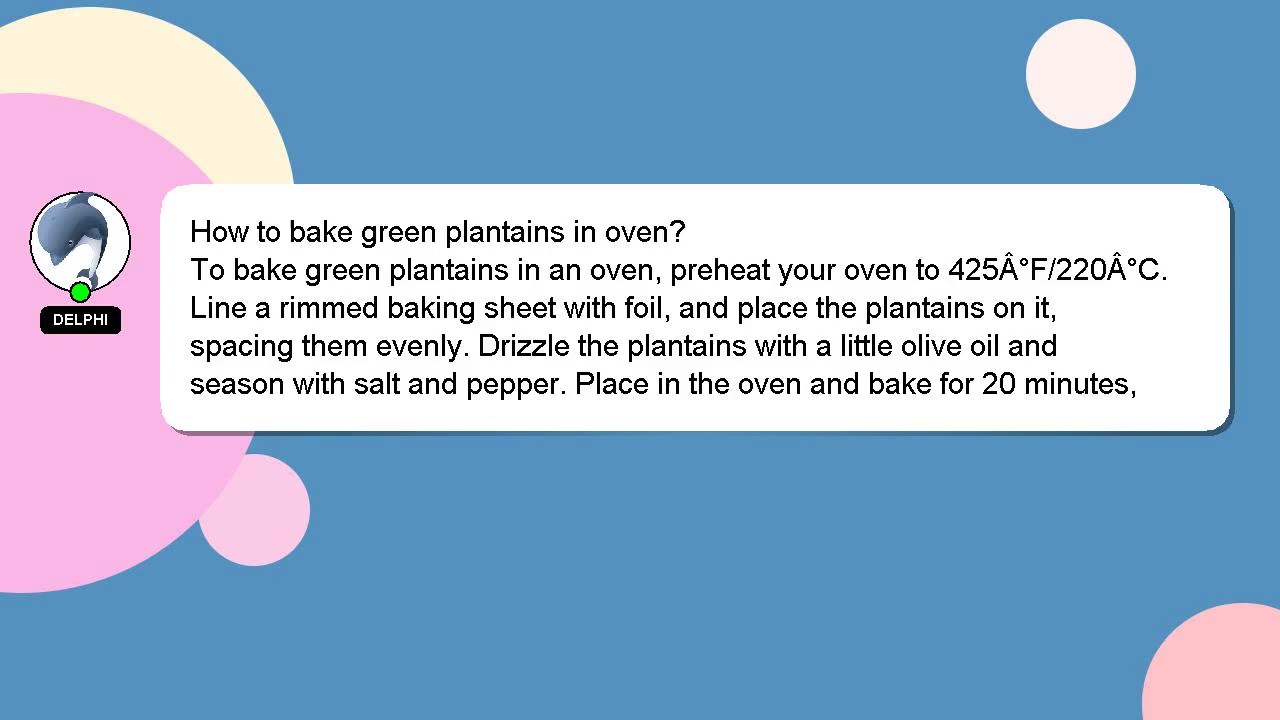 How to bake green plantains in oven?
To bake green plantains in an oven, preheat your oven to 425Â°F/220Â°C.
Line a rimmed baking sheet with foil, and place the plantains on it,
spacing them evenly. Drizzle the plantains with a little olive oil and
season with salt and pepper. Place in the oven and bake for 20 minutes,
DELPHI